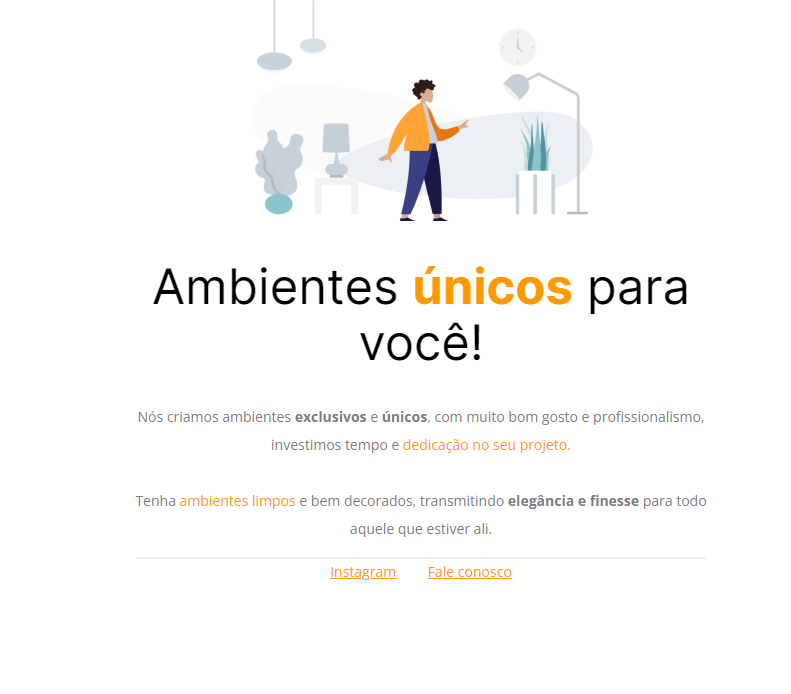 Ambientes únicos para
você!
Nós criamos ambientes exclusivos e únicos, com muito bom gosto e profissionalismo,
investimos tempo e dedicação no seu projeto.
Tenha ambientes limpos e bem decorados, transmitindo elegância e finesse para todo
aquele que estiver ali.
Instagram Fale conosco